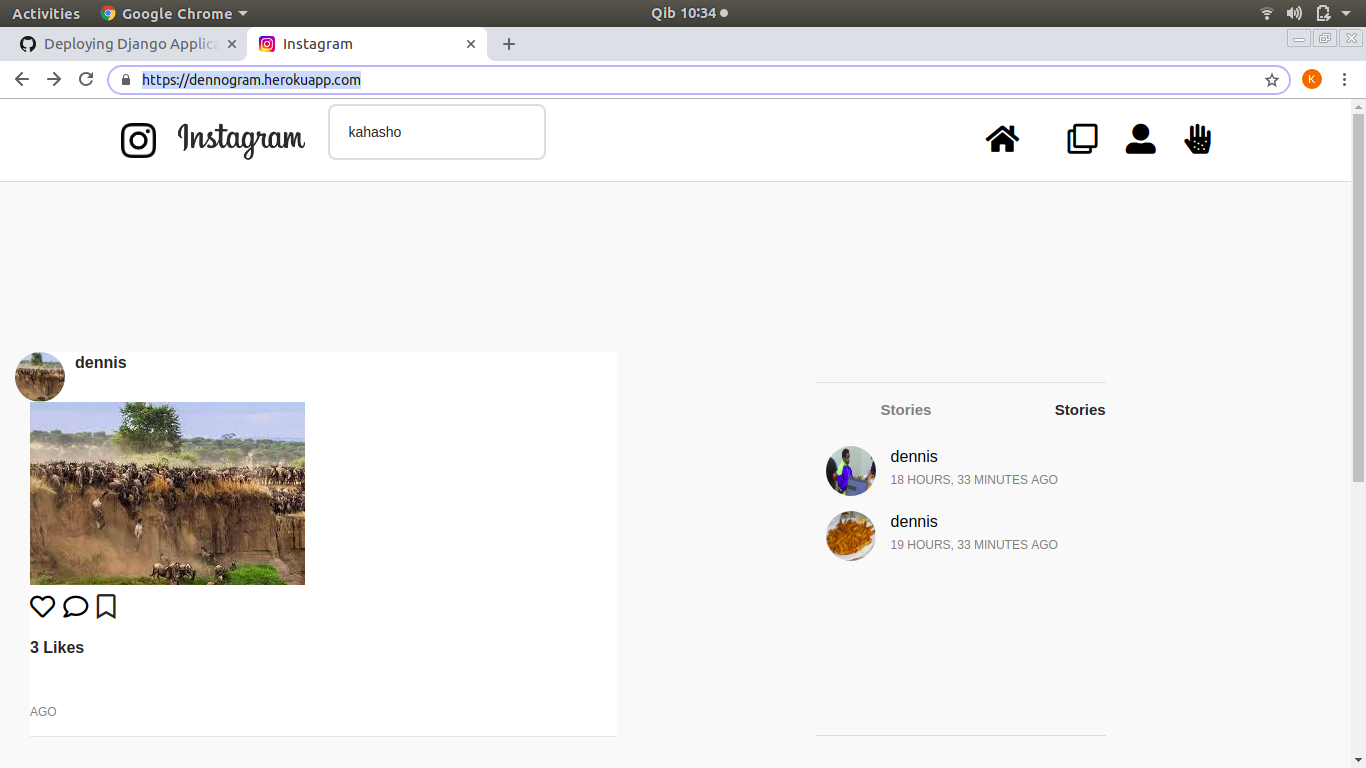 Activities Google Chrome Qib 10:34
Deploying Django Applica Instagram
https://dennogram.herokuapp.com K
Instagram kahasho
dennis
3 Likes
AGO
Stories Stories
dennis
18 HOURS, 33 MINUTES AGO
dennis
19 HOURS, 33 MINUTES AGO